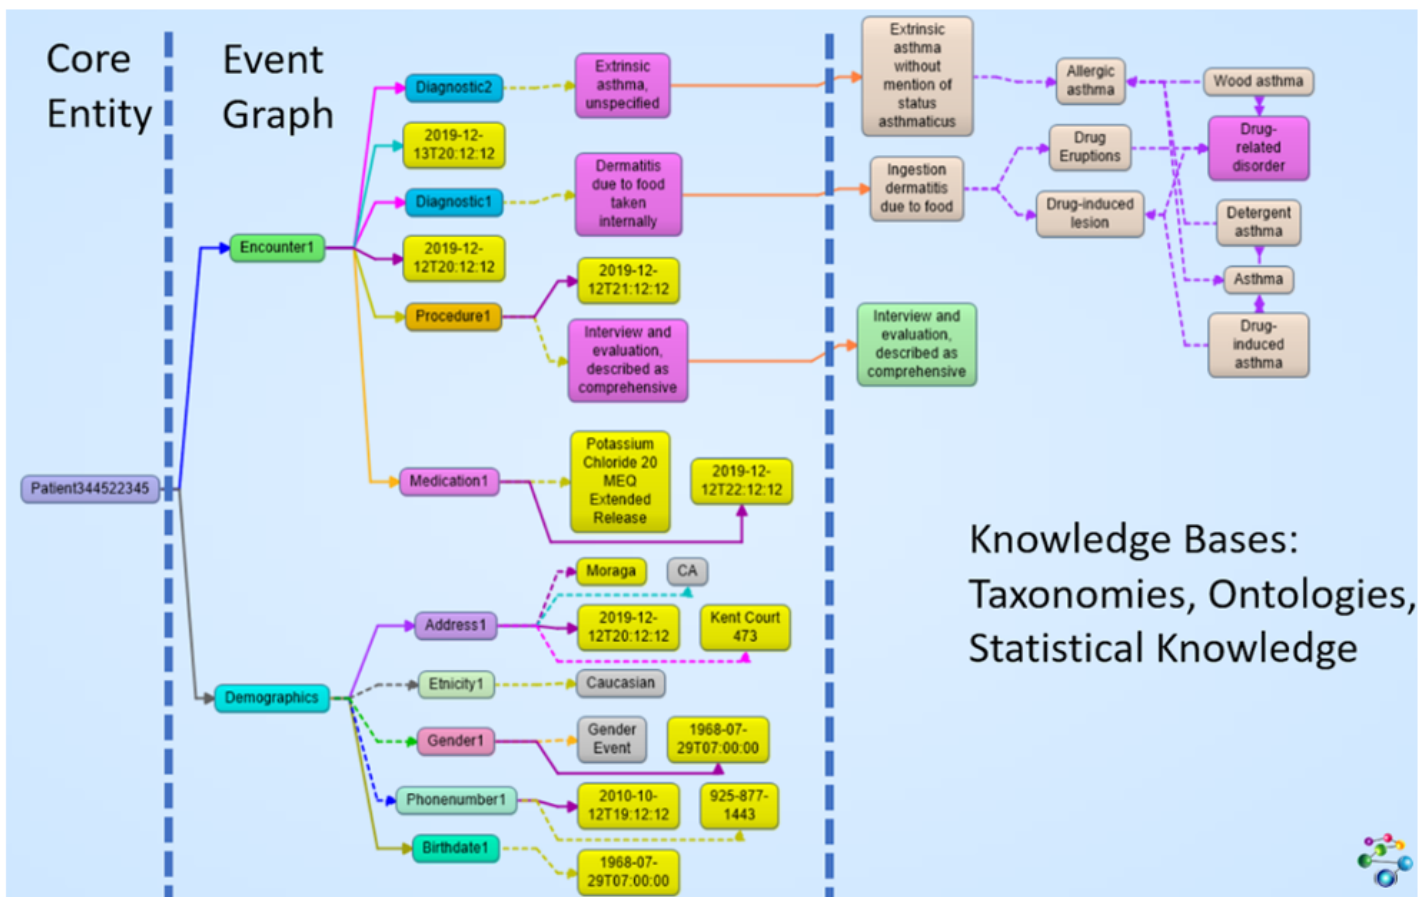 Core
Entity
Event
Graph
Patient344522345
Encounter1
Demographics
Diagnostic2
2019-12-
13T20:12:12
Diagnostic1
2019-12-
12T20:12:12
Procedure1
Medication1
Extrinsic
asthma,
unspecified
Dermatitis
due to food
taken
internally
2019-12-
12T21:12:12
Interview and
evaluation,
described as
comprehensive
Potassium
Chloride 20
MEQ
Extended
Release
2019-12-
12T22:12:12
Address1
Moraga
CA
2019-12-
12T20:12:12
Kent Court
473
Etnicity1
Caucasian
Gender1
Gender
Event
1968-07-
29T07:00:00
Phonenumber1
2010-10-
12T19:12:12
925-877-
1443
Birthdate1
1968-07-
29T07:00:00
Extrinsic
asthma
without
mention of
status
asthmaticus
Ingestion
dermatitis
due to food
Interview and
evaluation,
described as
comprehensive
Allergic
asthma
Drug
Eruptions
Drug-induced
lesion
Wood asthma
Drug-
related
disorder
Detergent
asthma
Asthma
Drug-
induced
asthma
Knowledge Bases:
Taxonomies, Ontologies,
Statistical Knowledge